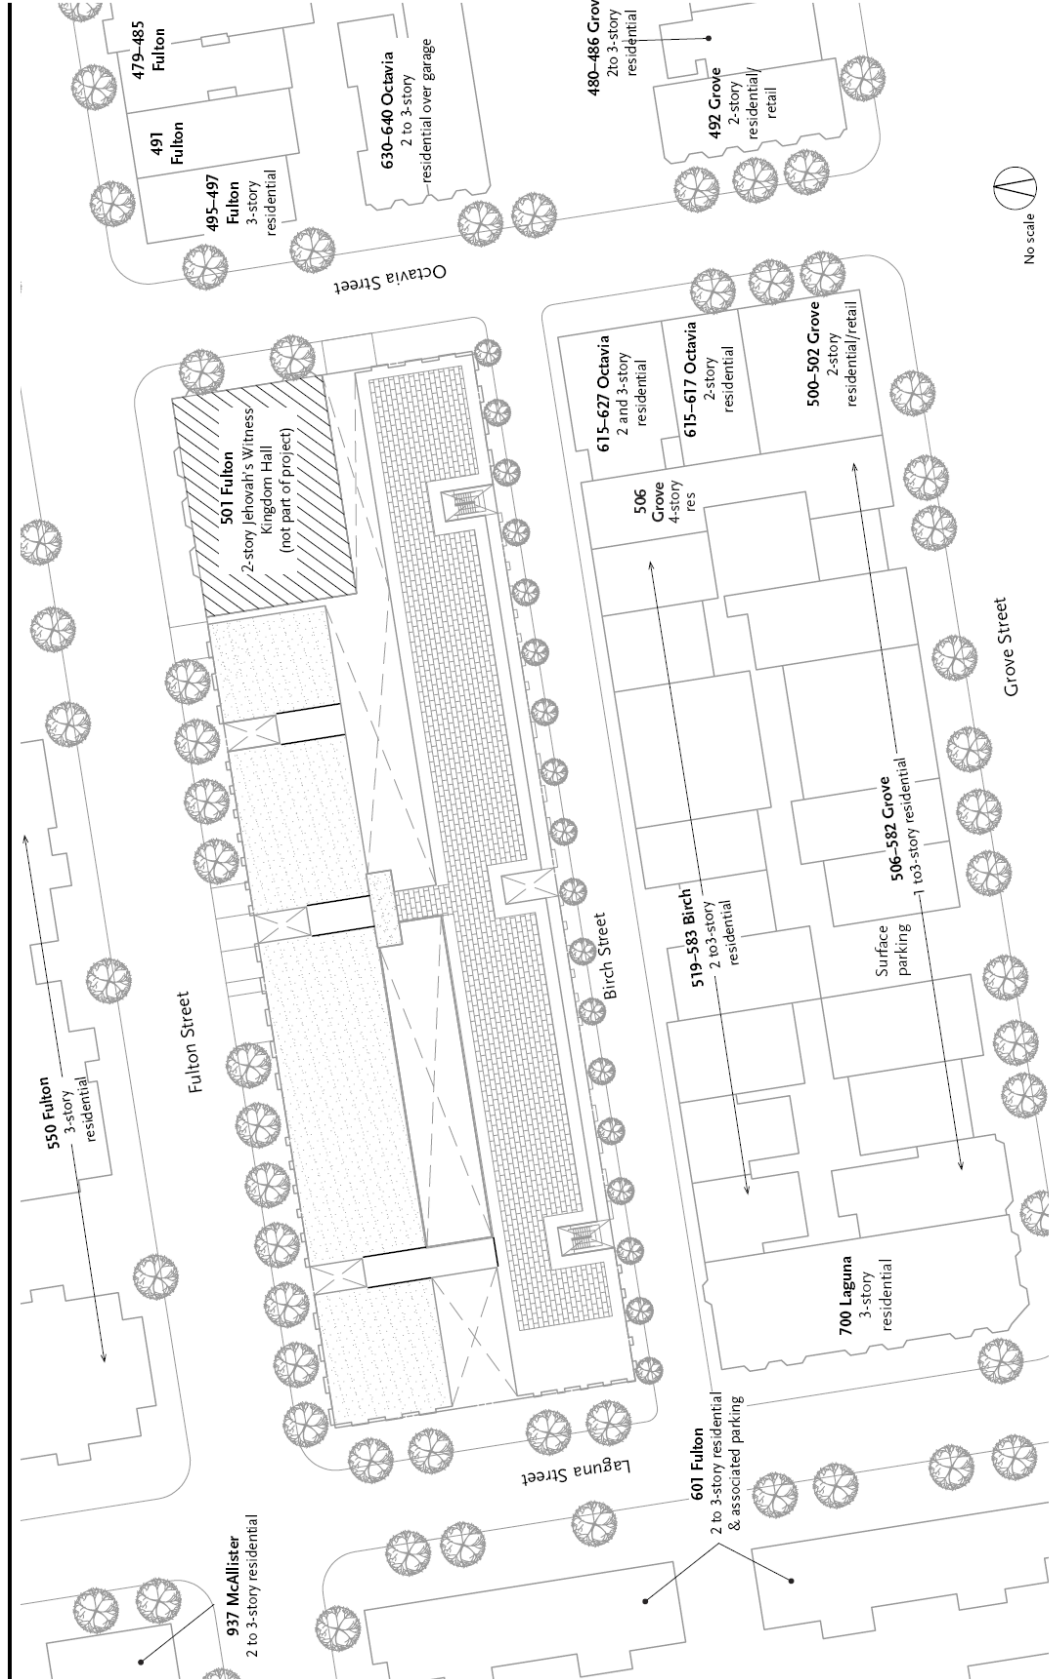 479–485
Fulton
491
Fulton
495–497
Fulton
3-story
residential
630–640 Octavia
2 to 3-story
residential over garage
480–486 Grov
2to 3-story
residential
492 Grove
2-story
residential/
retail
No scale
Octavia Street
501 Fulton
2-story Jehovah's Witness
Kingdom Hall
(not part of project)
615–627 Octavia
2 and 3-story
residential
615–617 Octavia
2-story
residential
500–502 Grove
2-story
residential/retail
506
Grove
4-story
res
Grove Street
506–582 Grove
1 to3-story residential
519–583 Birch
2 to3-story
residential
Surface
parking
Birch Street
Fulton Street
550 Fulton
3-story
residential
700 Laguna
3-story
residential
Laguna Street
601 Fulton
2 to 3-story residential
& associated parking
937 McAllister
2 to 3-story residential